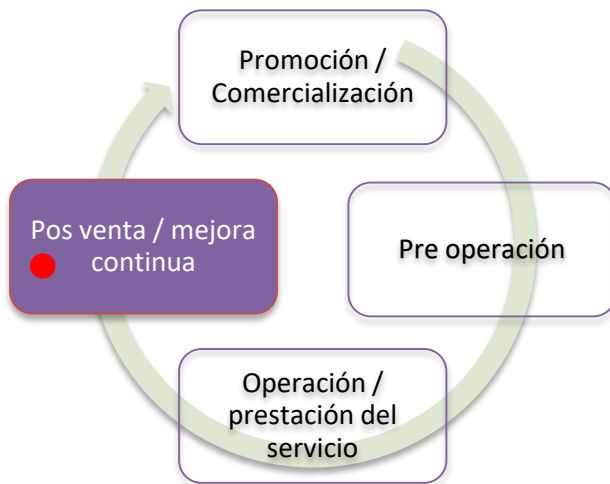 Promoción /
Comercialización
Pre operación
Operación /
prestación del
servicio
Pos venta / mejora
continua